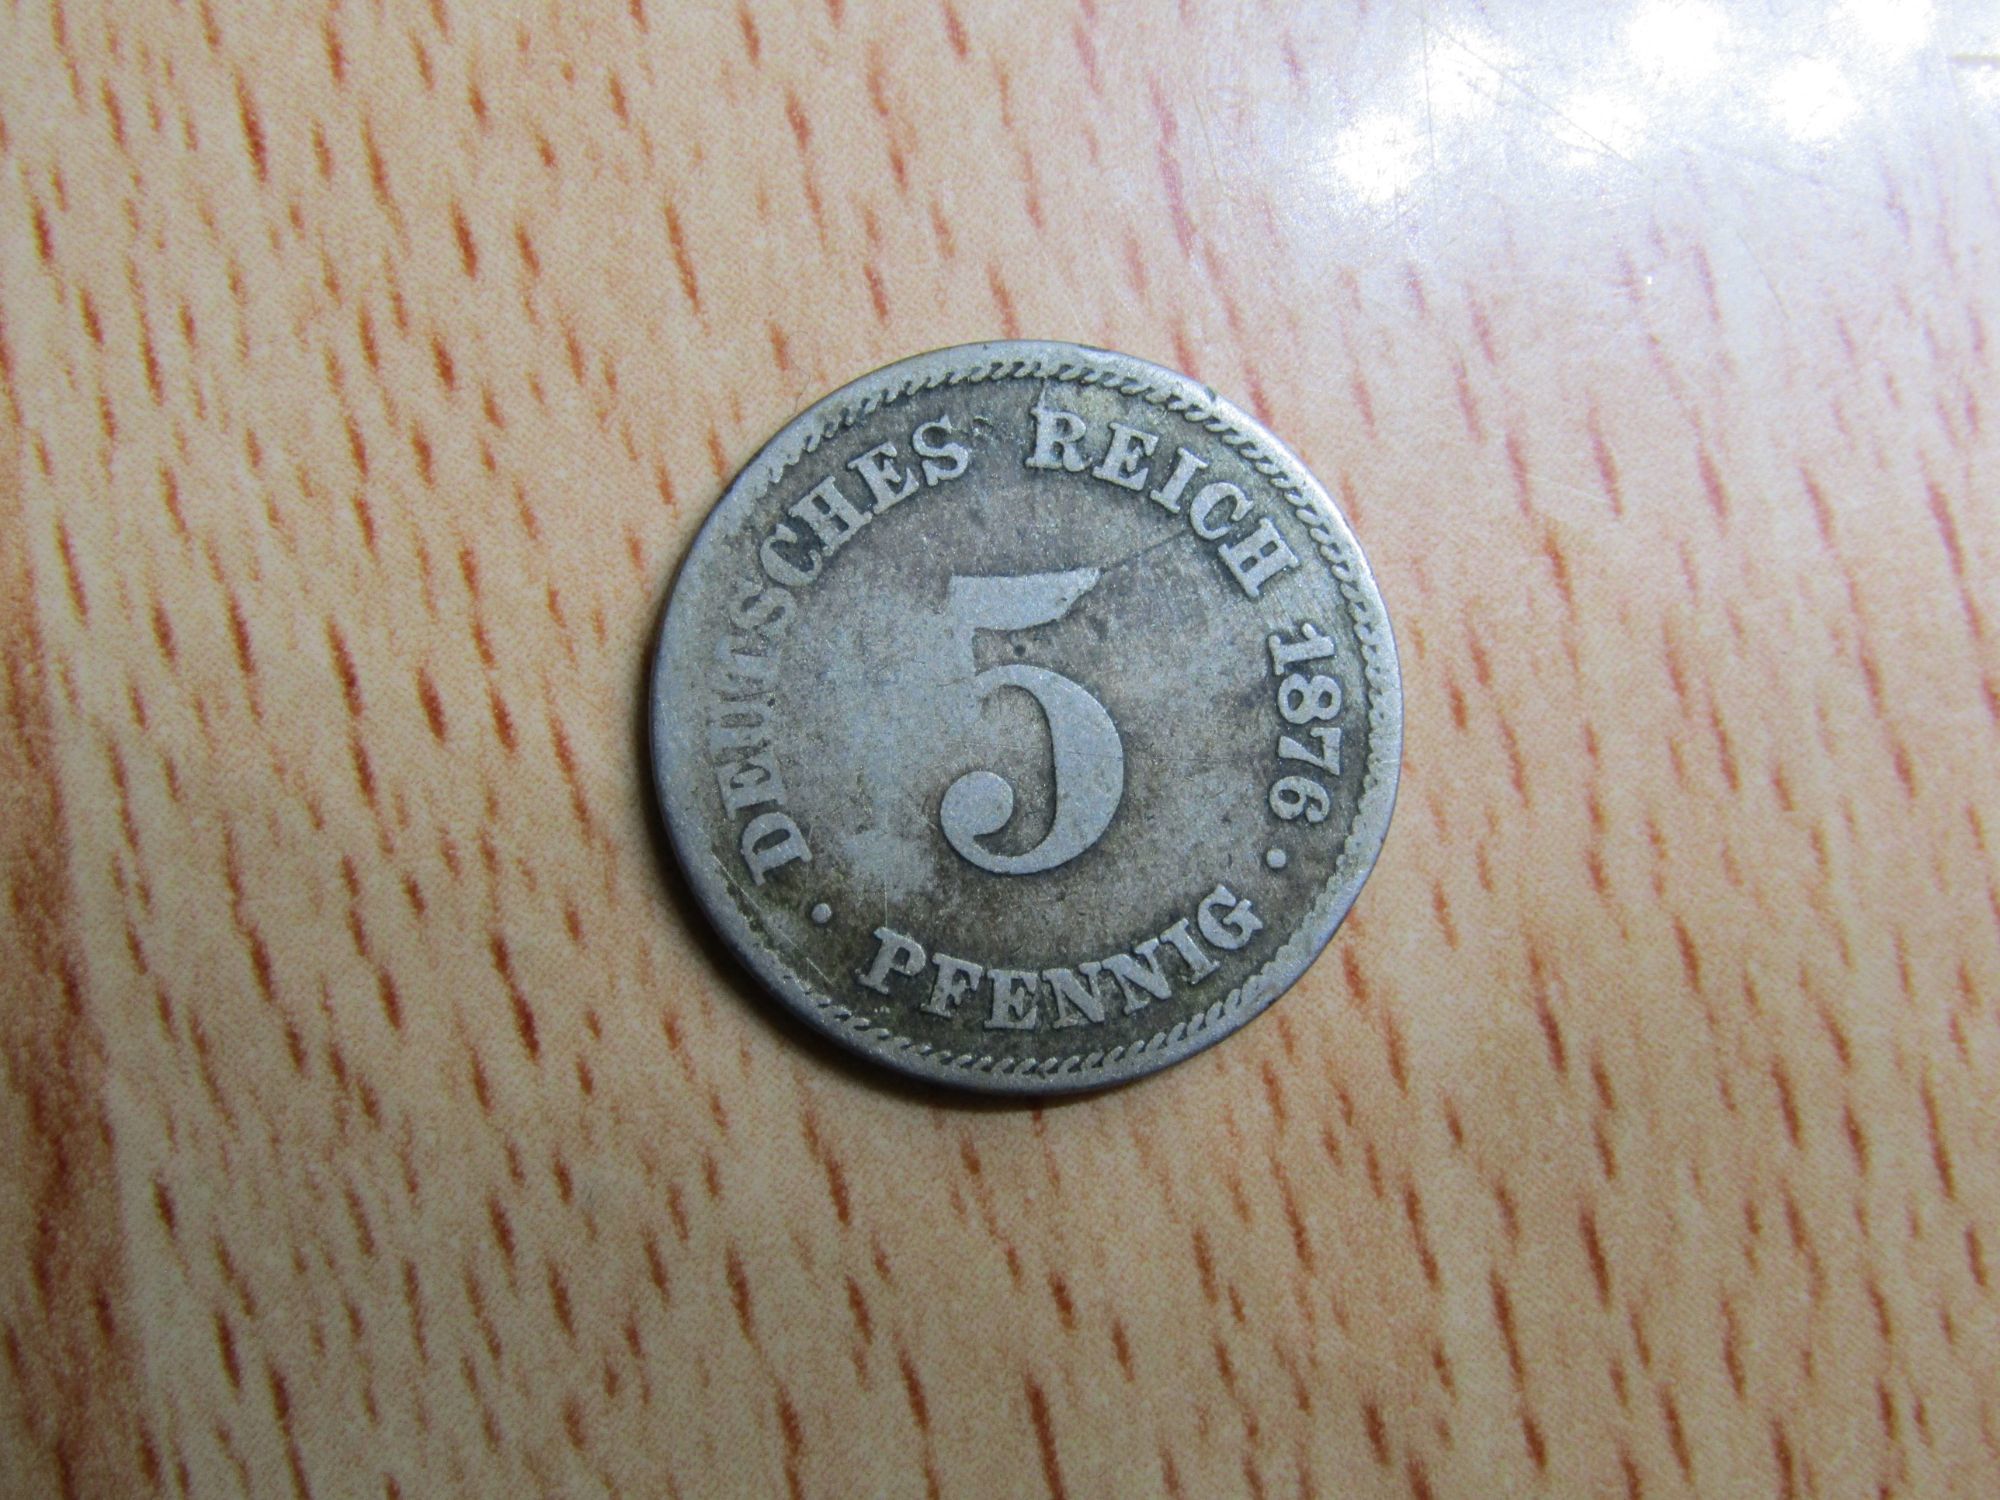 DEUTSCHES REICH 1876
5
PFENNIG